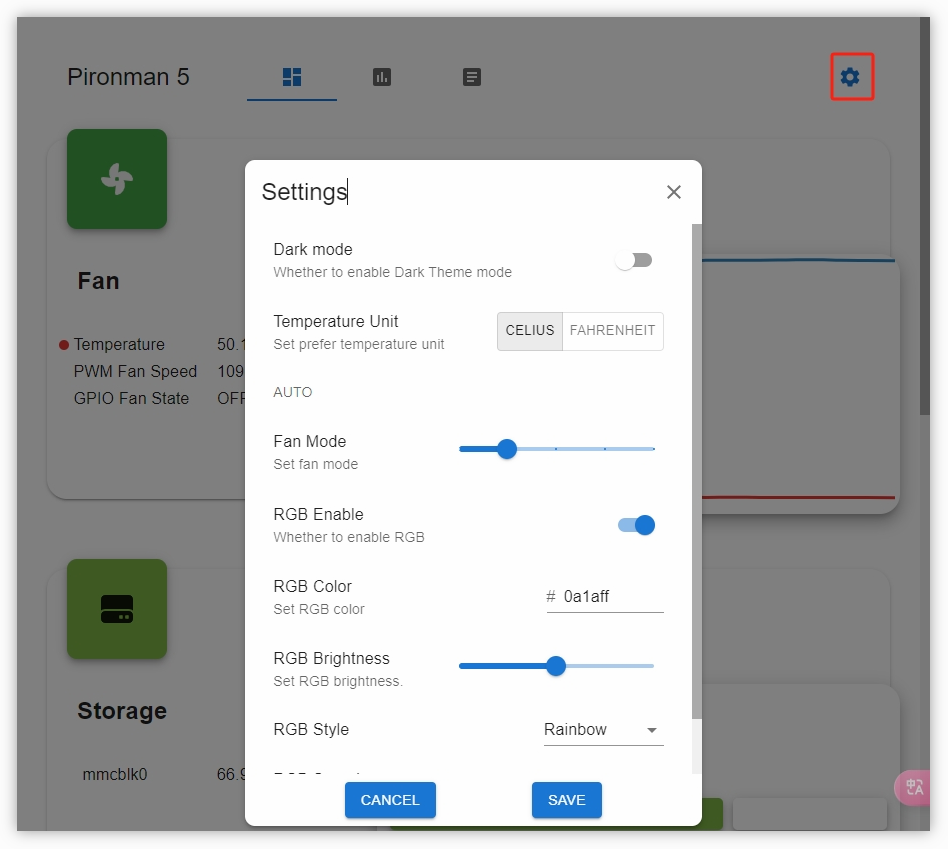 Pironman 5
Settings
Dark mode
Whether to enable Dark Theme mode
Temperature Unit
Set prefer temperature unit
CELIUS FAHRENHEIT
AUTO
Fan Mode
Set fan mode
RGB Enable
Whether to enable RGB
RGB Color
Set RGB color
# 0a1aff
RGB Brightness
Set RGB brightness.
RGB Style
Rainbow
CANCEL SAVE
Fan
Temperature 50.1
PWM Fan Speed 109
GPIO Fan State
Storage
mmcblk0 66.9
中A